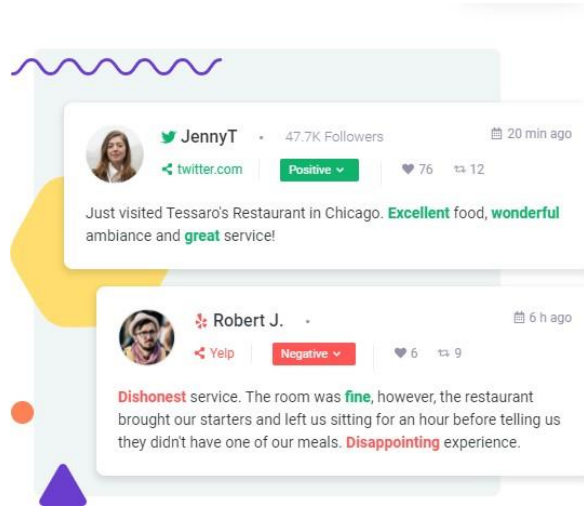 JennyT · 47.7K Followers 20 min ago
twitter.com Positive 76 12
Just visited Tessaro's Restaurant in Chicago. Excellent food, wonderful
ambiance and great service!
Robert J. · 6 h ago
Yelp Negative 6 9
Dishonest service. The room was fine, however, the restaurant
brought our starters and left us sitting for an hour before telling us
they didn't have one of our meals. Disappointing experience.